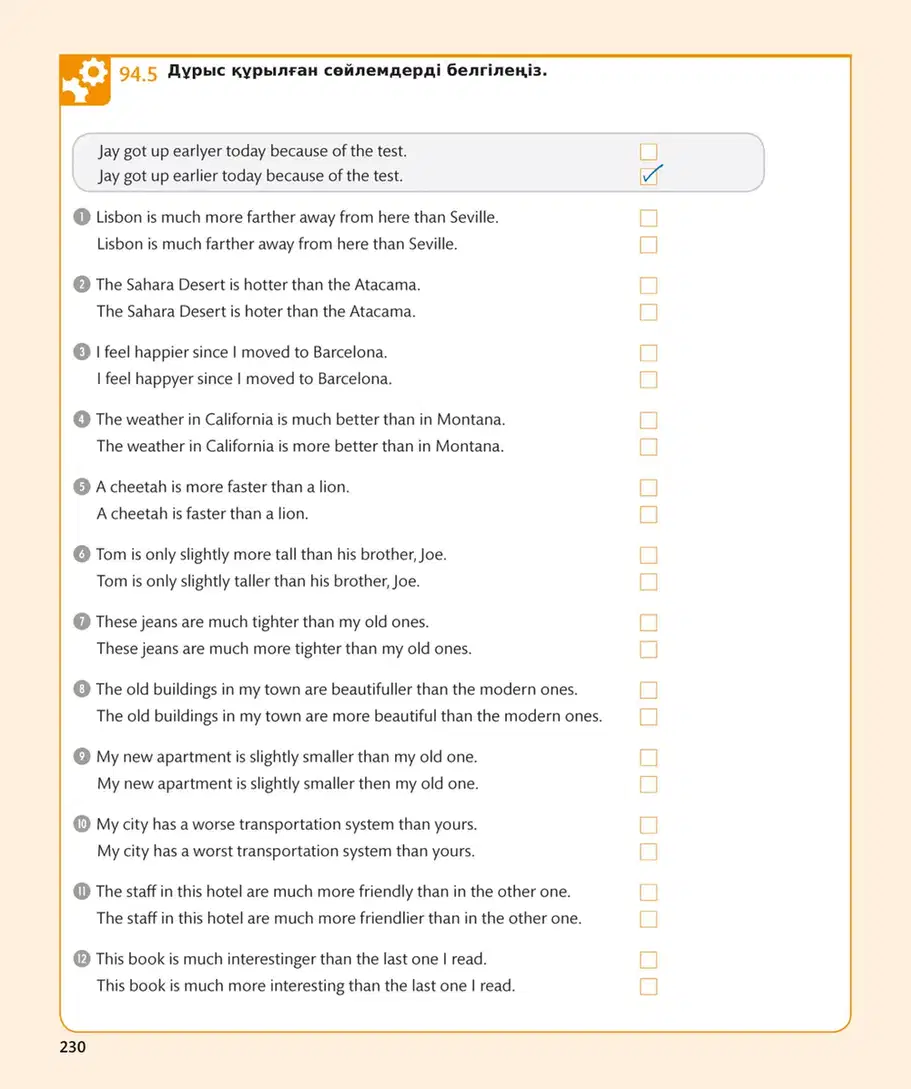 94.5 Дұрыс құрылған сөйлемдерді белгілеңіз.
Jay got up earlyer today because of the test.
Jay got up earlier today because of the test.
1 Lisbon is much more farther away from here than Seville.
Lisbon is much farther away from here than Seville.
2 The Sahara Desert is hotter than the Atacama.
The Sahara Desert is hoter than the Atacama.
3 I feel happier since I moved to Barcelona.
I feel happyer since I moved to Barcelona.
4 The weather in California is much better than in Montana.
The weather in California is more better than in Montana.
5 A cheetah is more faster than a lion.
A cheetah is faster than a lion.
6 Tom is only slightly more tall than his brother, Joe.
Tom is only slightly taller than his brother, Joe.
7 These jeans are much tighter than my old ones.
These jeans are much more tighter than my old ones.
8 The old buildings in my town are beautifuller than the modern ones.
The old buildings in my town are more beautiful than the modern ones.
9 My new apartment is slightly smaller than my old one.
My new apartment is slightly smaller then my old one.
10 My city has a worse transportation system than yours.
My city has a worst transportation system than yours.
11 The staff in this hotel are much more friendly than in the other one.
The staff in this hotel are much more friendlier than in the other one.
12 This book is much interestinger than the last one I read.
This book is much more interesting than the last one I read.
230